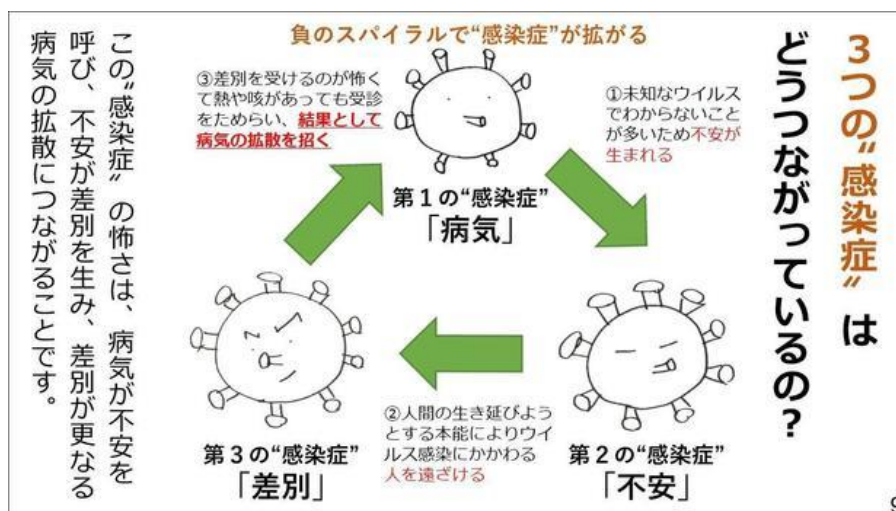 3つの“感染症”は
どうつながっているの？
負のスパイラルで“感染症”が拡がる
第１の“感染症”
「病気」
①未知なウイルス
でわからないこと
が多いため不安が
生まれる
第２の“感染症”
「不安」
②人間の生き延びよう
とする本能によりウイ
ルス感染にかかわる
人を遠ざける
第３の“感染症”
「差別」
③差別を受けるのが怖く
て熱や咳があっても受診
をためらい、結果として
病気の拡散を招く
この“感染症”の怖さは、病気が不安を
呼び、不安が差別を生み、差別が更なる
病気の拡散につながることです。